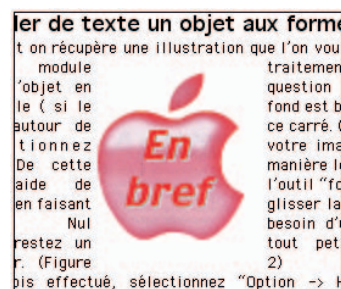 ler de texte un objet aux forme
t on récupère une illustration que l'on vou
module traitemen
'objet en question
le ( si le fond est b
autour de ce carré. (
tionnez votre ima
De cette manière l
aide de l'outil "fo
en faisant glisser la
Nul besoin d'
restez un tout pet
r. (Figure 2)
ois effectué, sélectionnez "Option -> H
En
bref